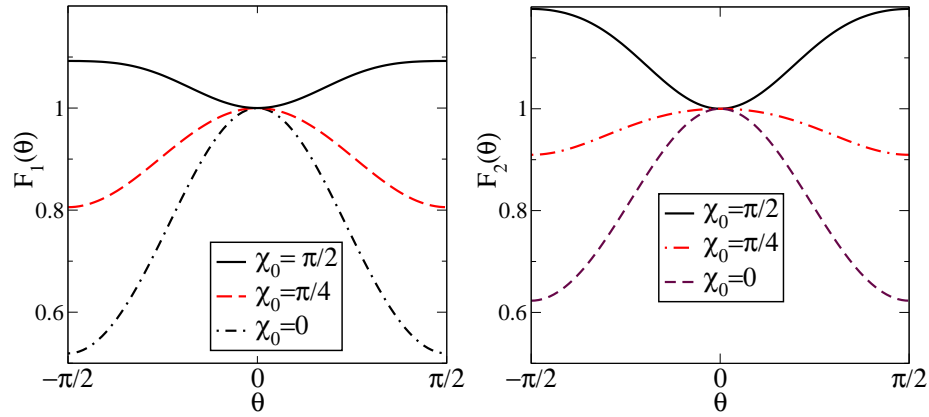 F₁(θ)
1
0.8
0.6
−π/2
0
π/2
θ
χ₀= π/2
χ₀=π/4
χ₀=0
F₂(θ)
1
0.8
0.6
−π/2
0
π/2
θ
χ₀=π/2
χ₀=π/4
χ₀=0